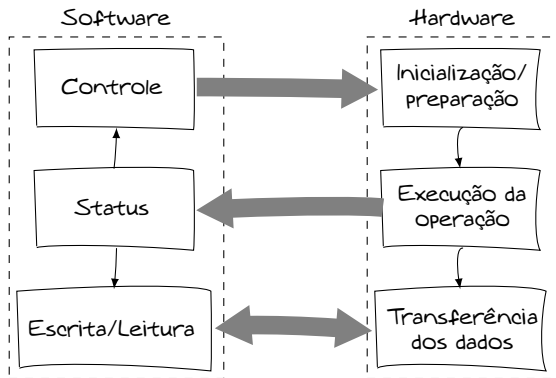 Software
Hardware
Controle
Inicialização/
preparação
Status
Execução da
operação
Escrita/Leitura
Transferência
dos dados